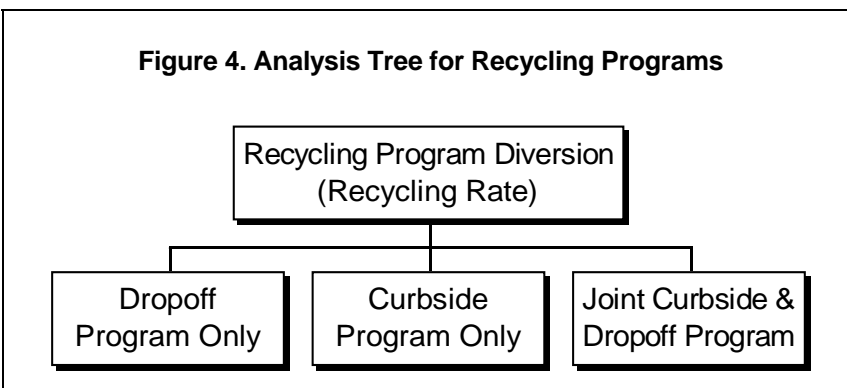 Figure 4. Analysis Tree for Recycling Programs
Recycling Program Diversion
(Recycling Rate)
Dropoff
Program Only
Curbside
Program Only
Joint Curbside &
Dropoff Program